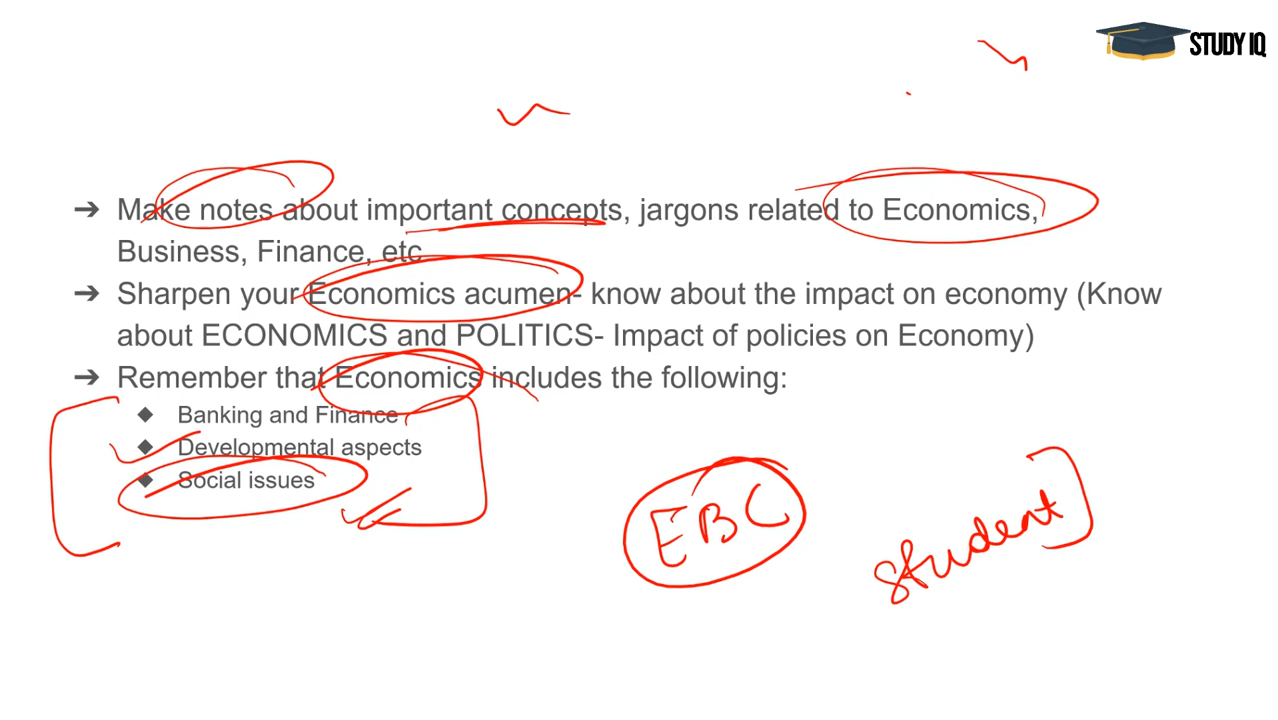 STUDY IQ
➔ Make notes about important concepts, jargons related to Economics,
Business, Finance, etc
➔ Sharpen your Economics acumen- know about the impact on economy (Know
about ECONOMICS and POLITICS- Impact of policies on Economy)
➔ Remember that Economics includes the following:
◆ Banking and Finance
◆ Developmental aspects
◆ Social issues
EBC
student